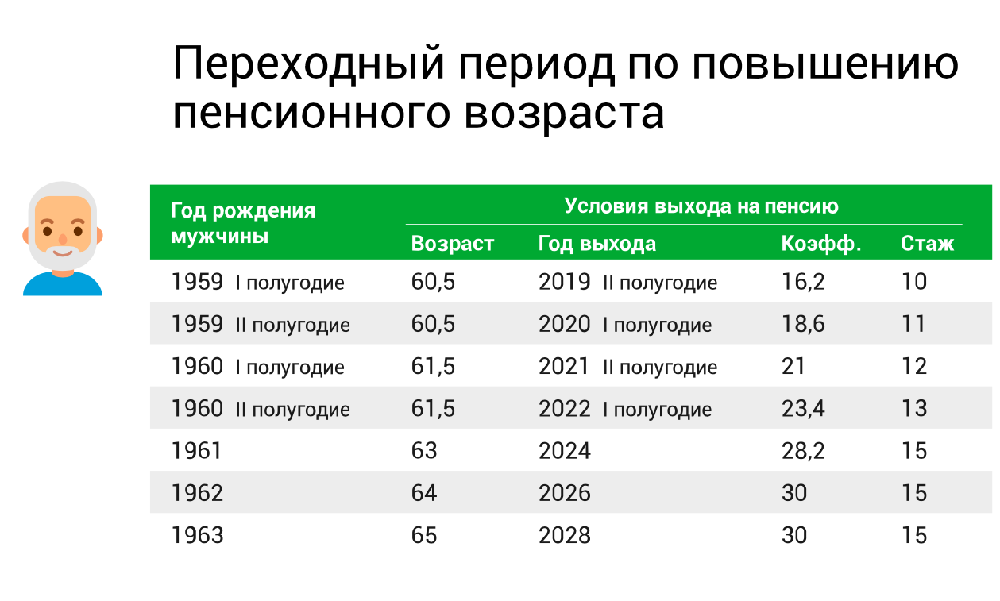 Переходный период по повышению
пенсионного возраста
Год рождения
мужчины
Условия выхода на пенсию
Возраст Год выхода Коэфф. Стаж
1959 I полугодие 60,5 2019 II полугодие 16,2 10
1959 II полугодие 60,5 2020 I полугодие 18,6 11
1960 I полугодие 61,5 2021 II полугодие 21 12
1960 II полугодие 61,5 2022 I полугодие 23,4 13
1961 63 2024 28,2 15
1962 64 2026 30 15
1963 65 2028 30 15